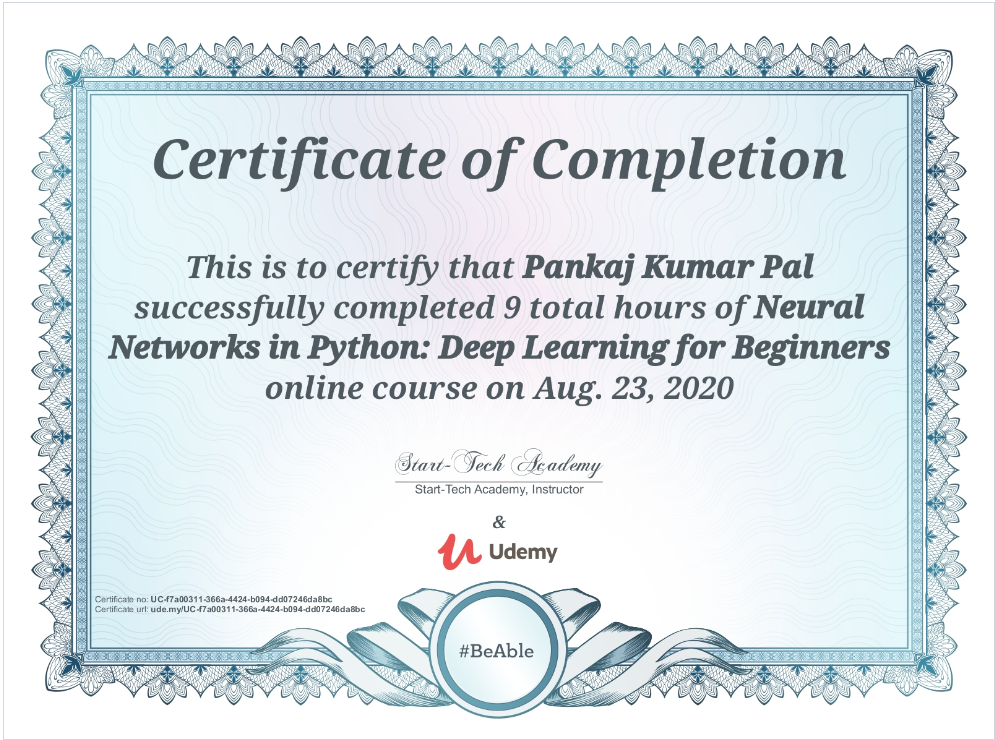 Certificate of Completion
This is to certify that Pankaj Kumar Pal
successfully completed 9 total hours of Neural
Networks in Python: Deep Learning for Beginners
online course on Aug. 23, 2020
Start-Tech Academy
Start-Tech Academy, Instructor
&
Udemy
Certificate no: UC-f7a00311-366a-4424-b094-dd07246da8bc
Certificate url: ude.my/UC-f7a00311-366a-4424-b094-dd07246da8bc
#BeAble